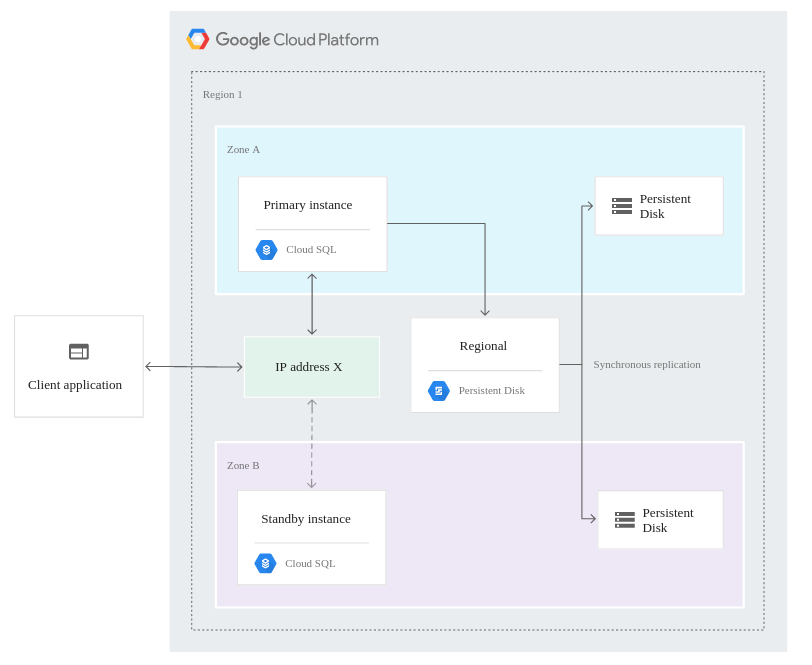 Google Cloud Platform
Region 1
Zone A
Primary instance
Cloud SQL
Persistent
Disk
Client application
IP address X
Regional
Persistent Disk
Synchronous replication
Zone B
Standby instance
Cloud SQL
Persistent
Disk